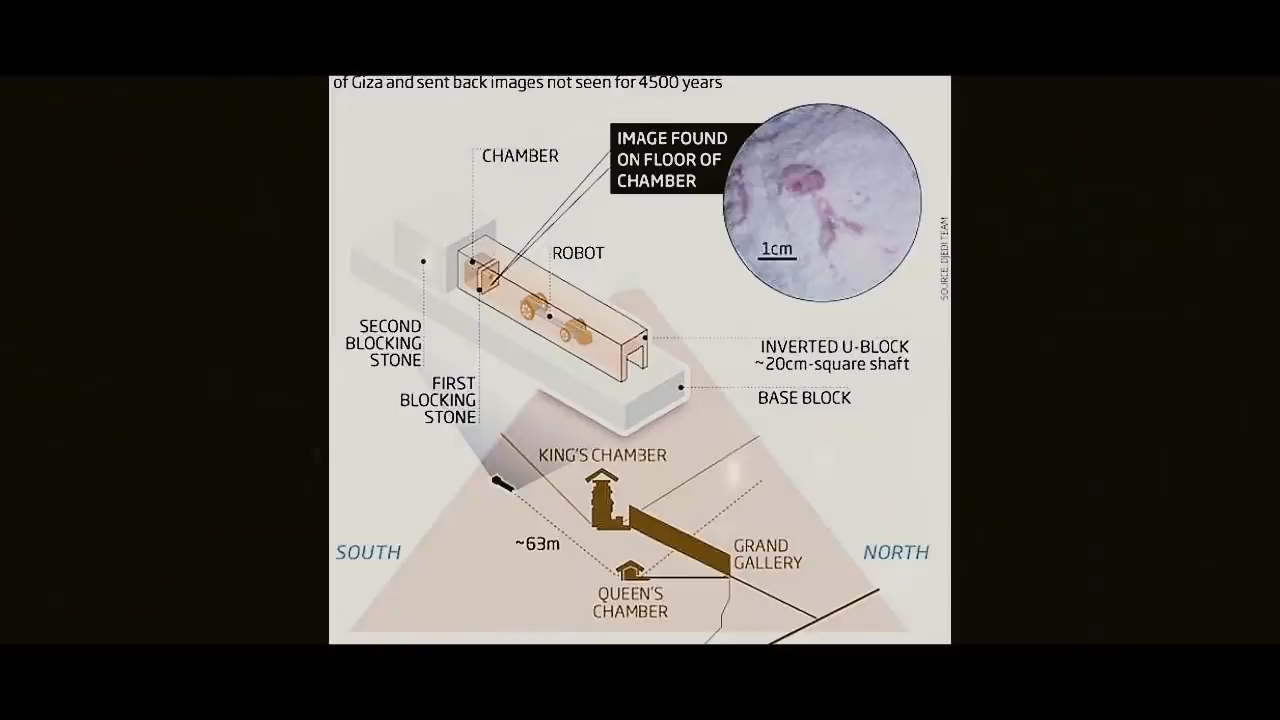 of Giza and sent back images not seen for 4500 years
IMAGE FOUND
ON FLOOR OF
CHAMBER
CHAMBER
1cm
ROBOT
SOURCE: DJEDI TEAM
SECOND
BLOCKING
STONE
INVERTED U-BLOCK
~20cm-square shaft
FIRST
BLOCKING
STONE
BASE BLOCK
KING'S CHAMBER
~63m
SOUTH
GRAND
GALLERY
NORTH
QUEEN'S
CHAMBER